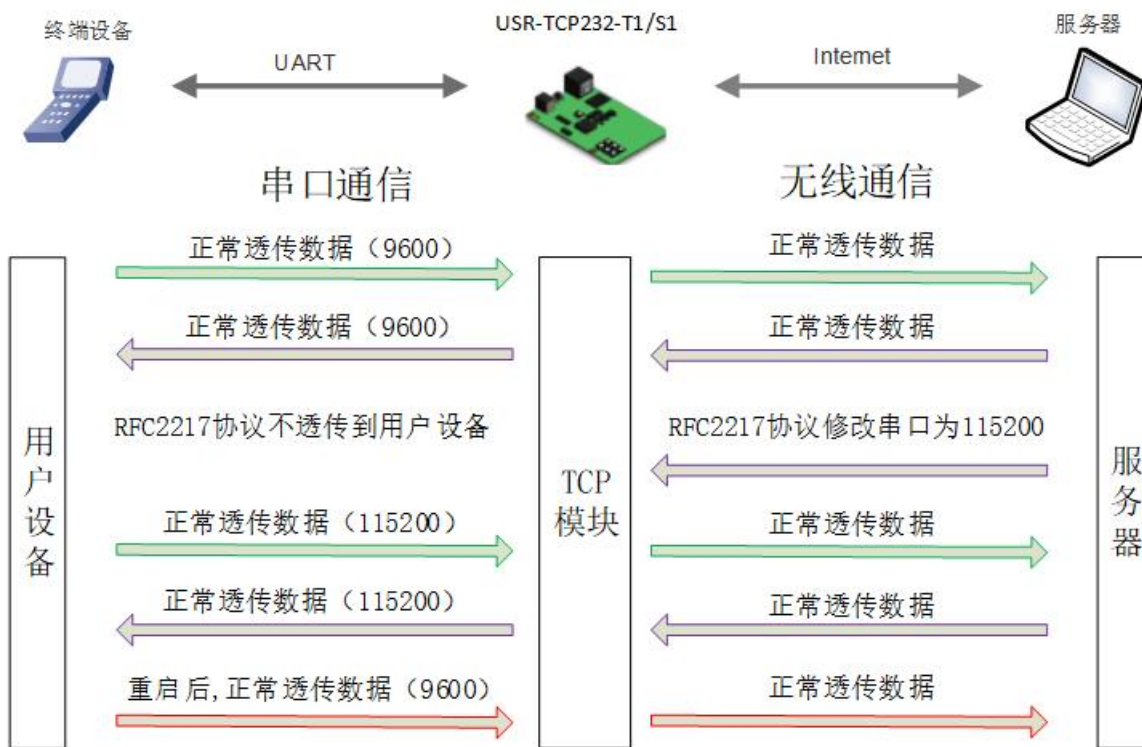 终端设备
USR-TCP232-T1/S1
服务器
UART
Internet
串口通信
无线通信
正常透传数据（9600）
正常透传数据
正常透传数据（9600）
正常透传数据
RFC2217协议不透传到用户设备
RFC2217协议修改串口为115200
用户设备
TCP
模块
服务器
正常透传数据（115200）
正常透传数据
正常透传数据（115200）
正常透传数据
重启后,正常透传数据（9600）
正常透传数据